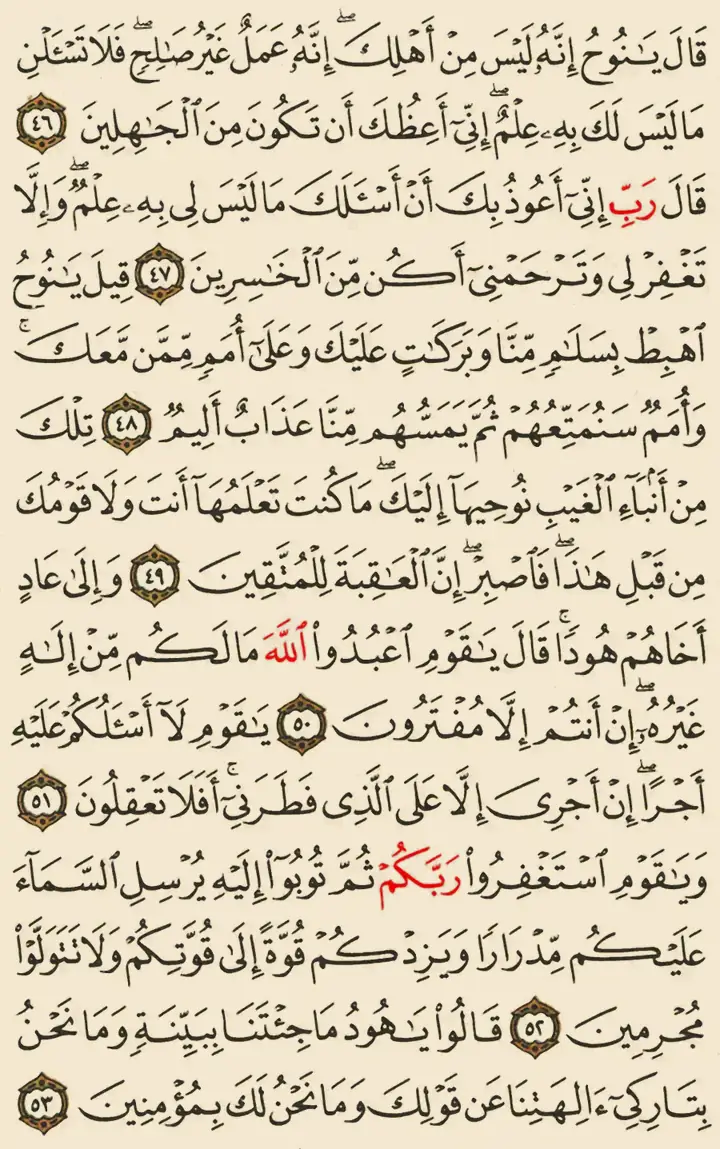 قَالَ يَـٰنُوحُ إِنَّهُۥ لَيْسَ مِنْ أَهْلِكَ ۖ إِنَّهُۥ عَمَلٌ غَيْرُ صَـٰلِحٍ ۖ فَلَا تَسْـَٔلْنِ
مَا لَيْسَ لَكَ بِهِۦ عِلْمٌ ۖ إِنِّىٓ أَعِظُكَ أَن تَكُونَ مِنَ ٱلْجَـٰهِلِينَ ٤٦
قَالَ رَبِّ إِنِّىٓ أَعُوذُ بِكَ أَنْ أَسْـَٔلَكَ مَا لَيْسَ لِى بِهِۦ عِلْمٌ ۖ وَإِلَّا
تَغْفِرْ لِى وَتَرْحَمْنِىٓ أَكُن مِّنَ ٱلْخَـٰسِرِينَ ٤٧ قِيلَ يَـٰنُوحُ
ٱهْبِطْ بِسَلَـٰمٍ مِّنَّا وَبَرَكَـٰتٍ عَلَيْكَ وَعَلَىٰٓ أُمَمٍ مِّمَّن مَّعَكَ ۚ
وَأُمَمٌ سَنُمَتِّعُهُمْ ثُمَّ يَمَسُّهُم مِّنَّا عَذَابٌ أَلِيمٌ ٤٨ تِلْكَ
مِنْ أَنۢبَآءِ ٱلْغَيْبِ نُوحِيهَآ إِلَيْكَ ۖ مَا كُنتَ تَعْلَمُهَآ أَنتَ وَلَا قَوْمُكَ
مِن قَبْلِ هَـٰذَا ۖ فَٱصْبِرْ ۖ إِنَّ ٱلْعَـٰقِبَةَ لِلْمُتَّقِينَ ٤٩ وَإِلَىٰ عَادٍ
أَخَاهُمْ هُودًا ۚ قَالَ يَـٰقَوْمِ ٱعْبُدُوا۟ ٱللَّهَ مَا لَكُم مِّنْ إِلَـٰهٍ
غَيْرُهُۥٓ ۖ إِنْ أَنتُمْ إِلَّا مُفْتَرُونَ ٥٠ يَـٰقَوْمِ لَآ أَسْـَٔلُكُمْ عَلَيْهِ
أَجْرًا ۖ إِنْ أَجْرِىَ إِلَّا عَلَى ٱلَّذِى فَطَرَنِىٓ ۚ أَفَلَا تَعْقِلُونَ ٥١
وَيَـٰقَوْمِ ٱسْتَغْفِرُوا۟ رَبَّكُمْ ثُمَّ تُوبُوٓا۟ إِلَيْهِ يُرْسِلِ ٱلسَّمَآءَ
عَلَيْكُم مِّدْرَارًا وَيَزِدْكُمْ قُوَّةً إِلَىٰ قُوَّتِكُمْ وَلَا تَتَوَلَّوْا۟
مُجْرِمِينَ ٥٢ قَالُوا۟ يَـٰهُودُ مَا جِئْتَنَا بِبَيِّنَةٍ وَمَا نَحْنُ
بِتَارِكِىٓ ءَالِهَتِنَا عَن قَوْلِكَ وَمَا نَحْنُ لَكَ بِمُؤْمِنِينَ ٥٣